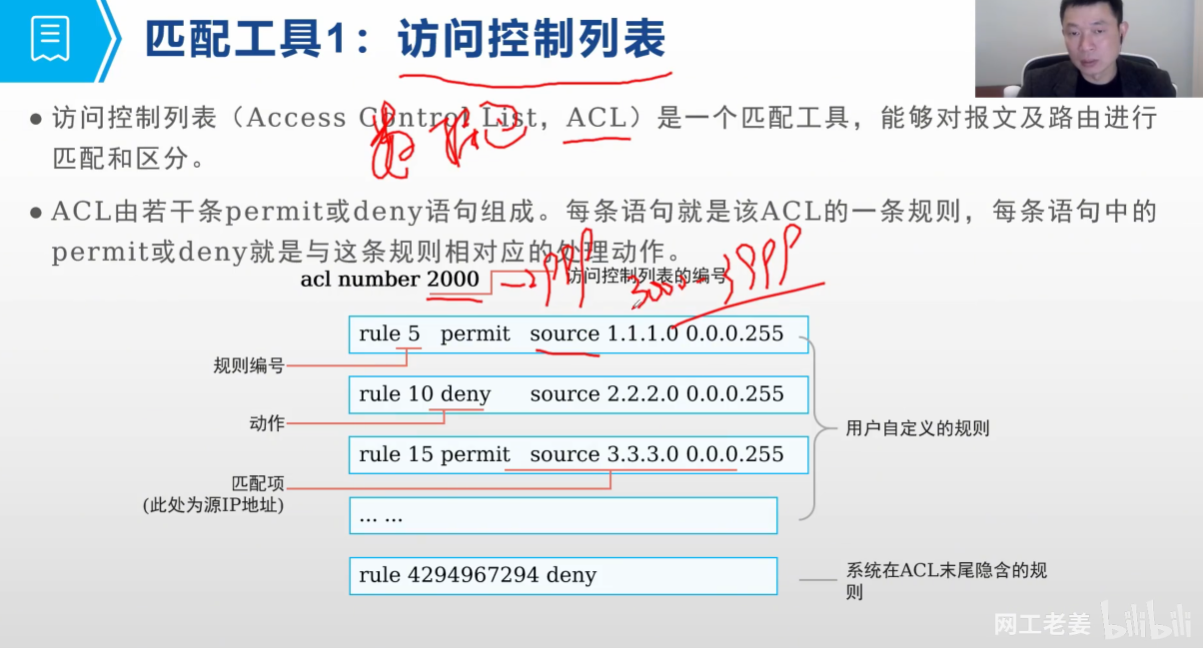 匹配工具1：访问控制列表
● 访问控制列表（Access Control List，ACL）是一个匹配工具，能够对报文及路由进行
匹配和区分。
数据包
● ACL由若干条permit或deny语句组成。每条语句就是该ACL的一条规则，每条语句中的
permit或deny就是与这条规则相对应的处理动作。
acl number 2000
—2999
访问控制列表的编号
3000-3999
rule 5 permit source 1.1.1.0 0.0.0.255
规则编号
rule 10 deny source 2.2.2.0 0.0.0.255
动作
用户自定义的规则
rule 15 permit source 3.3.3.0 0.0.0.255
匹配项
(此处为源IP地址)
... ...
rule 4294967294 deny
系统在ACL末尾隐含的规
则
网工老姜 bilibili